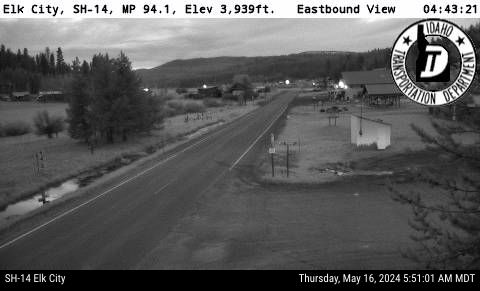 Elk City, SH-14, MP 94.1, Elev 3,939ft. Eastbound View 04:43:21
IDAHO
TRANSPORTATION DEPARTMENT
SH-14 Elk City Thursday, May 16, 2024 5:51:01 AM MDT